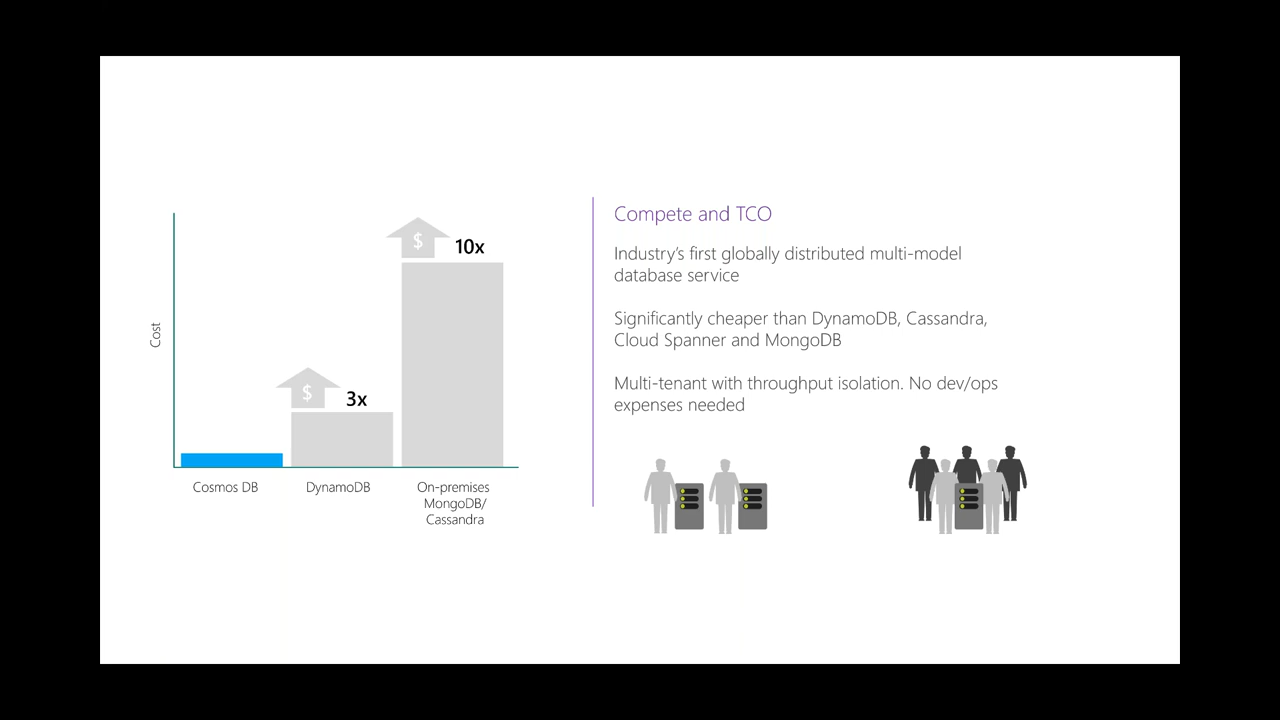 Cost
$
10x
$
3x
Cosmos DB
DynamoDB
On-premises
MongoDB/
Cassandra
Compete and TCO
Industry's first globally distributed multi-model
database service
Significantly cheaper than DynamoDB, Cassandra,
Cloud Spanner and MongoDB
Multi-tenant with throughput isolation. No dev/ops
expenses needed